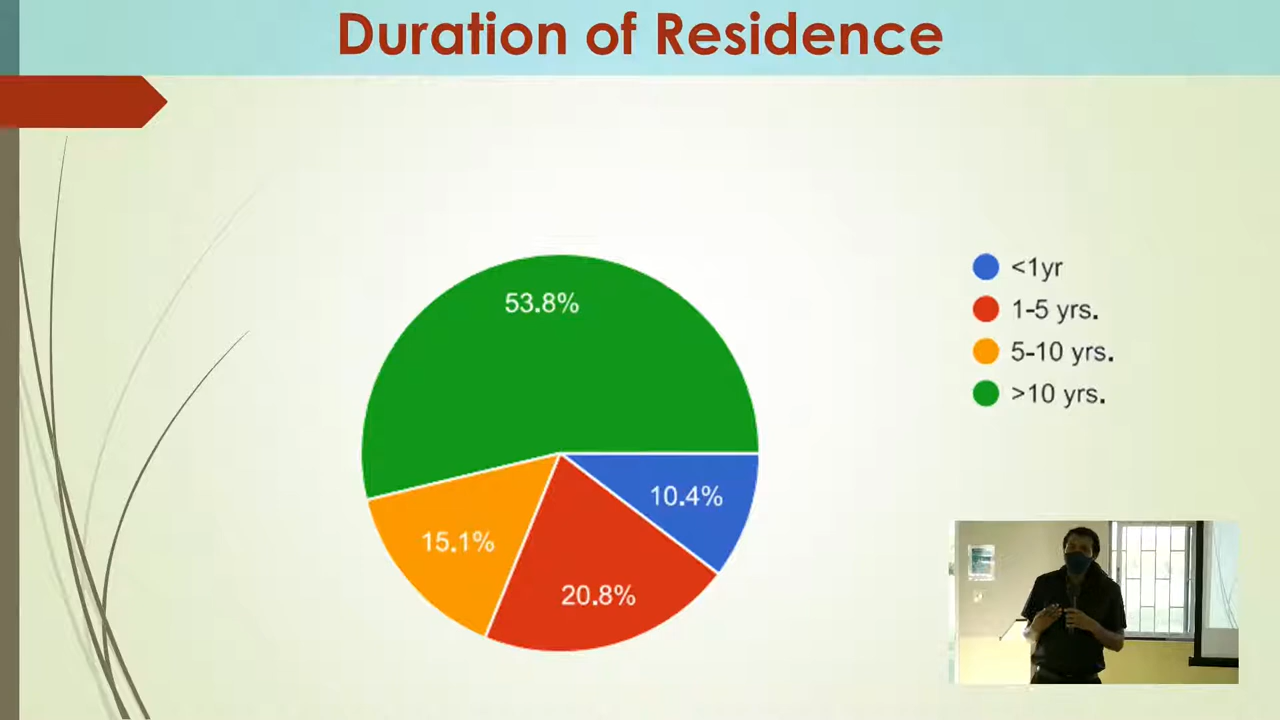 Duration of Residence
53.8%
10.4%
15.1%
20.8%
<1yr
1-5 yrs.
5-10 yrs.
>10 yrs.